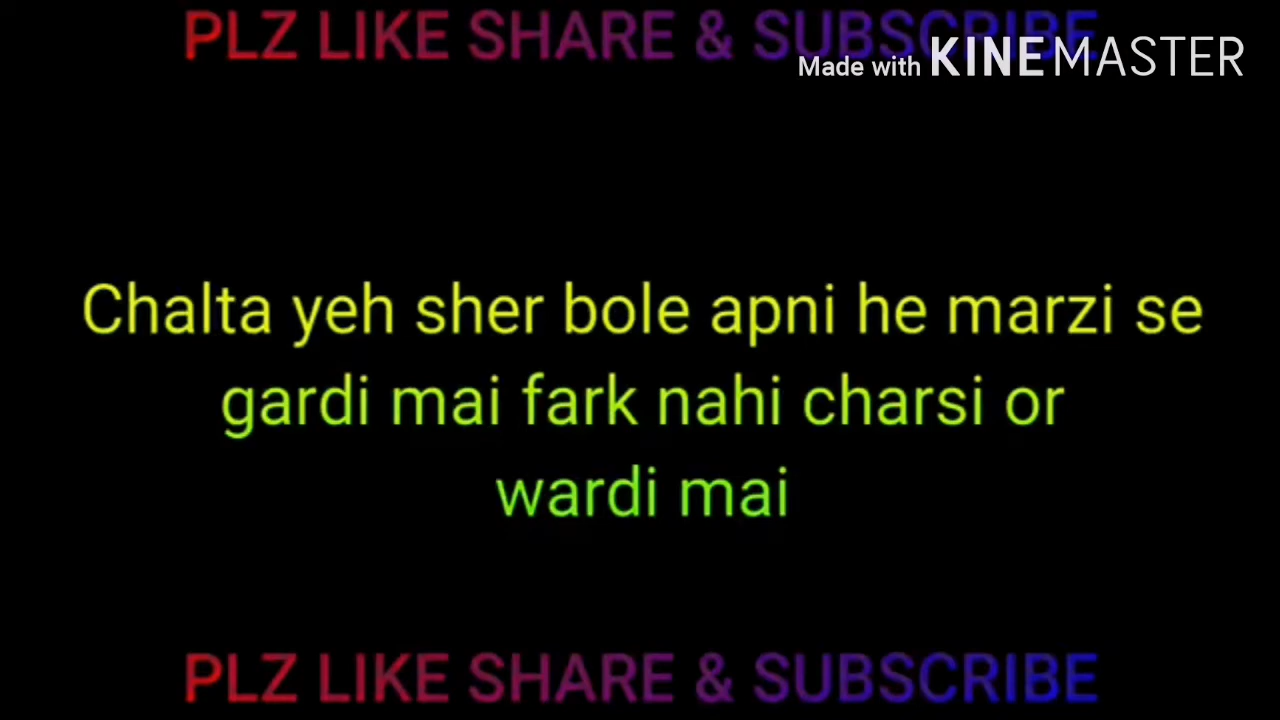 PLZ LIKE SHARE & SUBSCRIBE
Made with KINEMASTER
Chalta yeh sher bole apni he marzi se
gardi mai fark nahi charsi or
wardi mai
PLZ LIKE SHARE & SUBSCRIBE